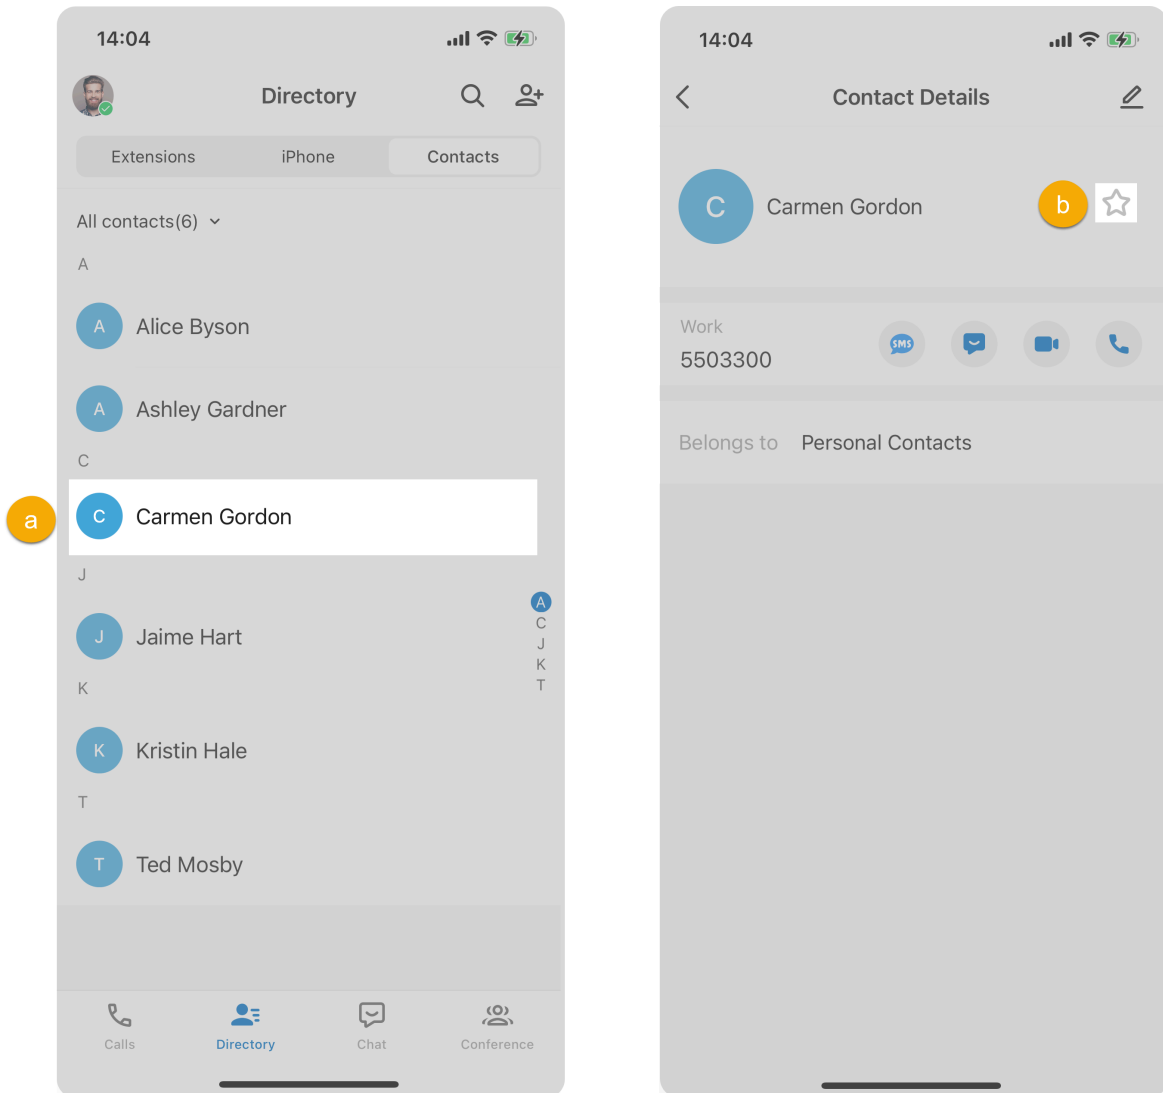 14:04
Directory
Extensions iPhone Contacts
All contacts(6)
A
A Alice Byson
A Ashley Gardner
C
a
C Carmen Gordon
J
J Jaime Hart
K
K Kristin Hale
T
T Ted Mosby
A
C
J
K
T
Calls Directory Chat Conference
14:04
Contact Details
C Carmen Gordon b
Work
5503300
SMS
Belongs to Personal Contacts